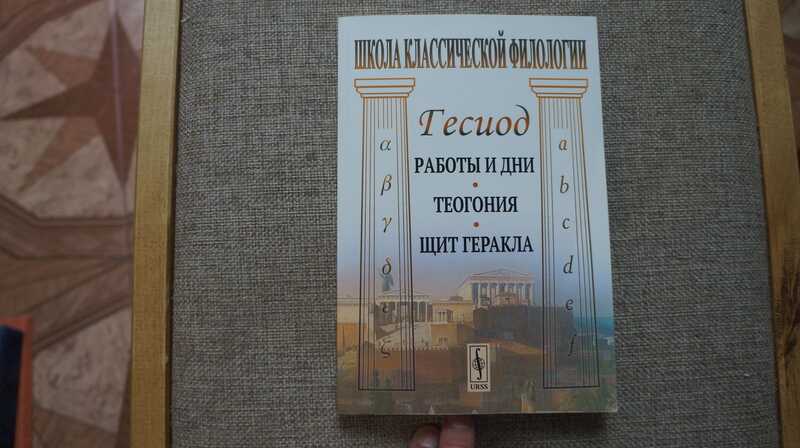 ШКОЛА КЛАССИЧЕСКОЙ ФИЛОЛОГИИ
Гесиод
РАБОТЫ И ДНИ
•
ТЕОГОНИЯ
•
ЩИТ ГЕРАКЛА
α
β
γ
δ
ε
ζ
a
b
c
d
e
f
URSS